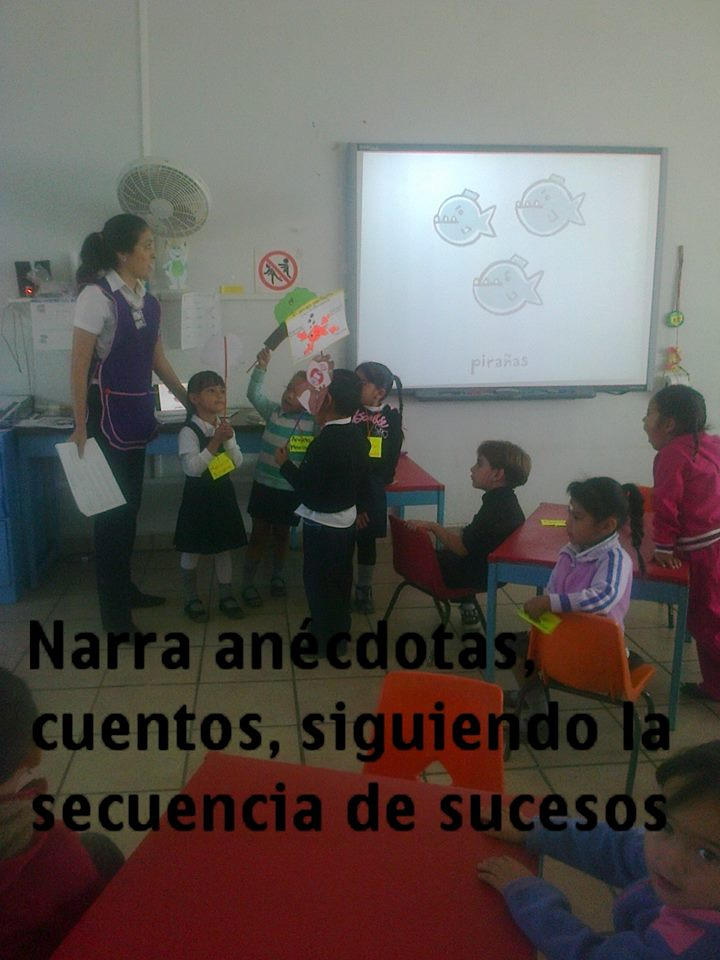 pirañas
Narra anécdotas,
cuentos, siguiendo la
secuencia de sucesos